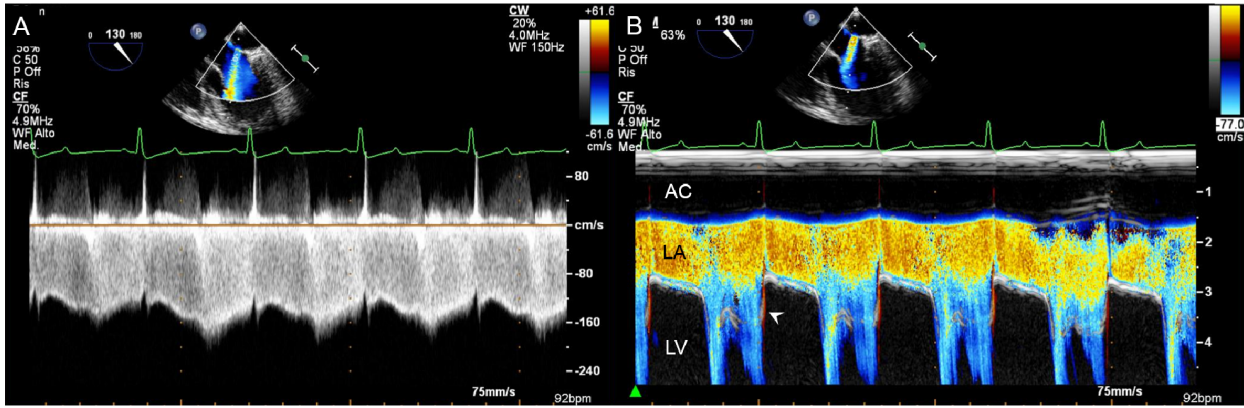 A
n
CW
20%
4.0MHz
WF 150Hz
+61.6
-61.6
cm/s
P
0 130 180
58%
C 50
P Off
Ris
CF
70%
4.9MHz
WF Alto
Med.
80
cm/s
-80
-160
-240
75mm/s
92bpm
B
M
63%
C 50
P Off
Ris
CF
70%
4.9MHz
WF Alto
Med
P
0 130 180
-77.0
cm/s
AC
LA
LV
1
2
3
4
75mm/s
92bpm